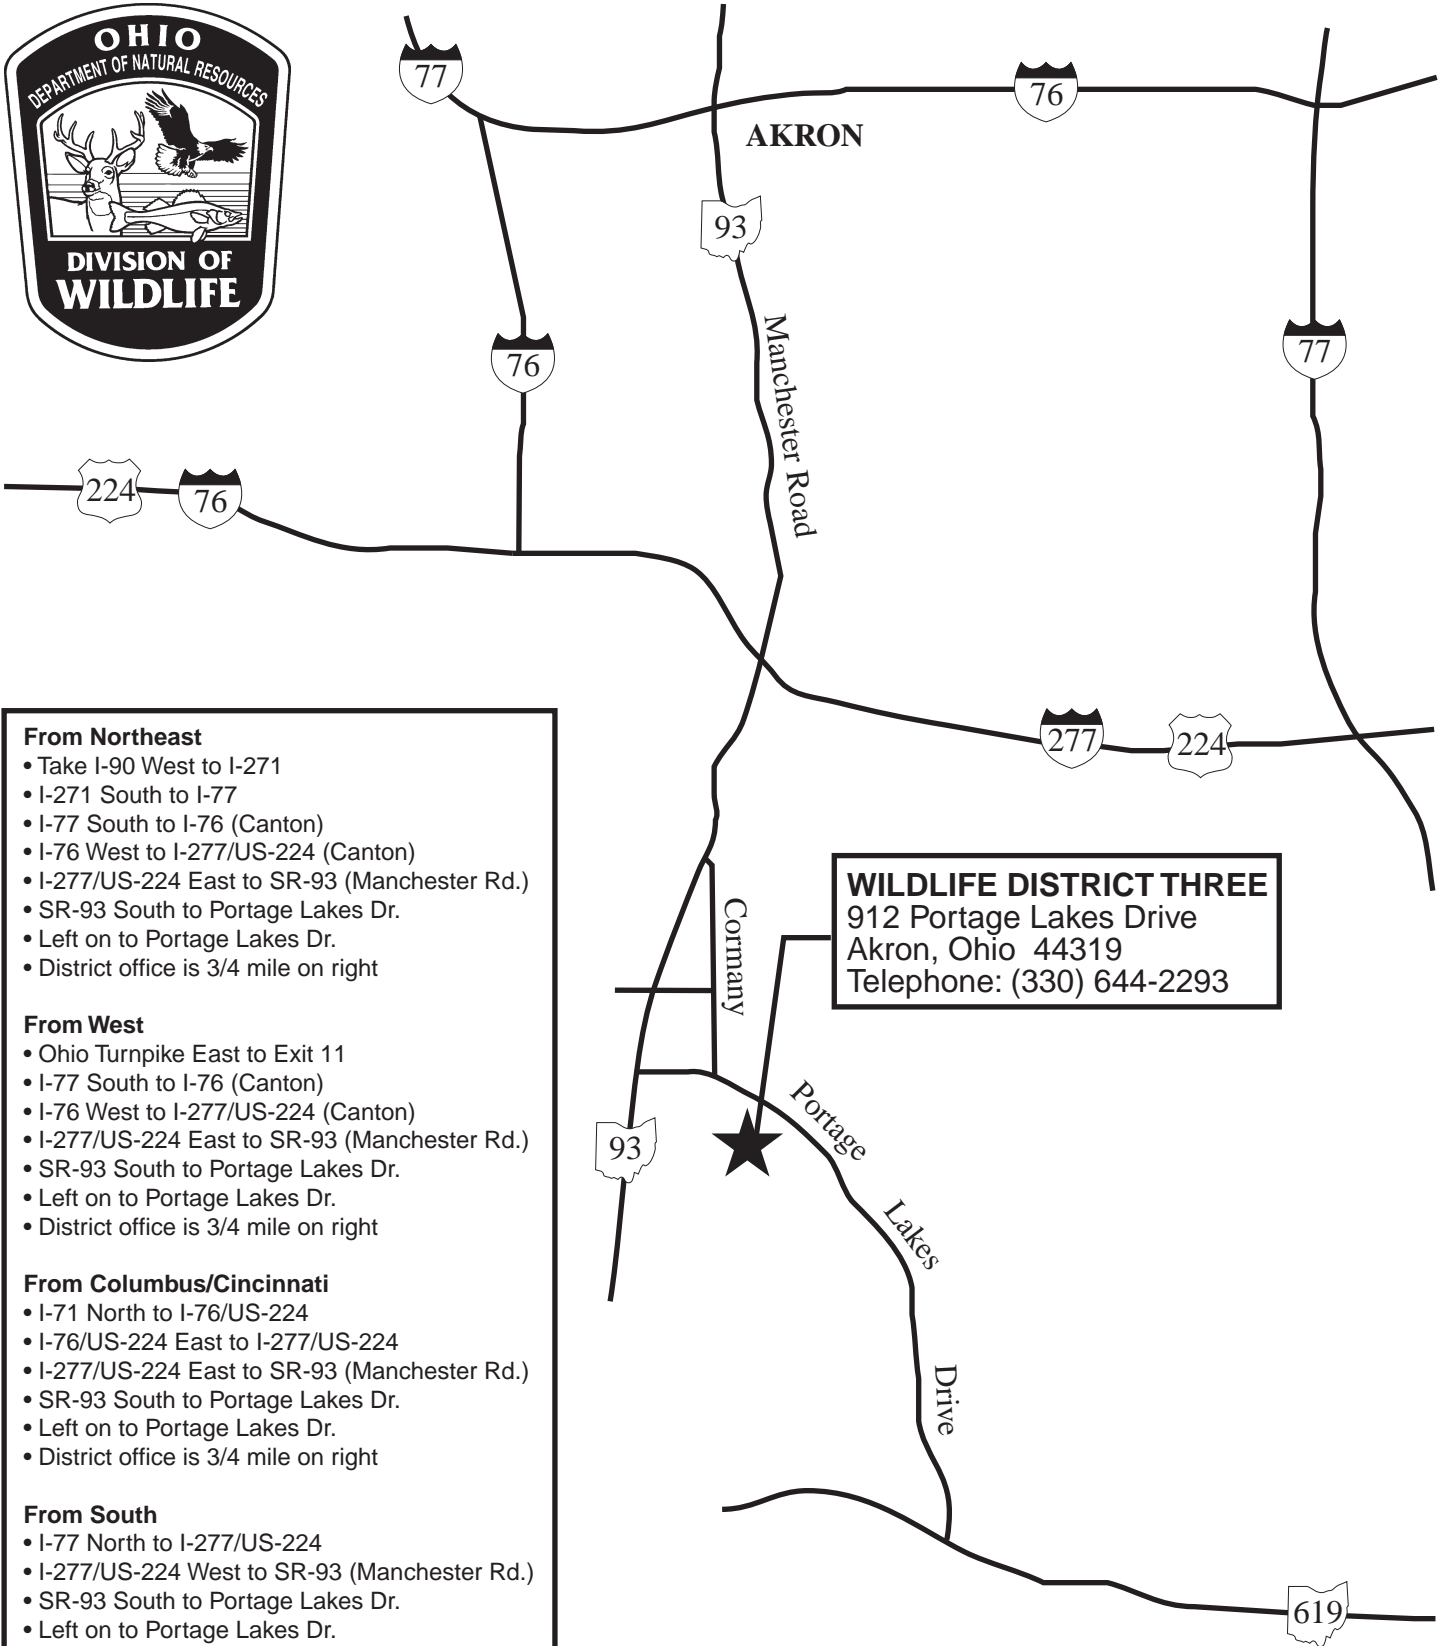 OHIO
DEPARTMENT OF NATURAL RESOURCES
DIVISION OF
WILDLIFE
77
76
AKRON
93
Manchester Road
76
77
224
76
277
224
From Northeast
• Take I-90 West to I-271
• I-271 South to I-77
• I-77 South to I-76 (Canton)
• I-76 West to I-277/US-224 (Canton)
• I-277/US-224 East to SR-93 (Manchester Rd.)
• SR-93 South to Portage Lakes Dr.
• Left on to Portage Lakes Dr.
• District office is 3/4 mile on right
From West
• Ohio Turnpike East to Exit 11
• I-77 South to I-76 (Canton)
• I-76 West to I-277/US-224 (Canton)
• I-277/US-224 East to SR-93 (Manchester Rd.)
• SR-93 South to Portage Lakes Dr.
• Left on to Portage Lakes Dr.
• District office is 3/4 mile on right
From Columbus/Cincinnati
• I-71 North to I-76/US-224
• I-76/US-224 East to I-277/US-224
• I-277/US-224 East to SR-93 (Manchester Rd.)
• SR-93 South to Portage Lakes Dr.
• Left on to Portage Lakes Dr.
• District office is 3/4 mile on right
From South
• I-77 North to I-277/US-224
• I-277/US-224 West to SR-93 (Manchester Rd.)
• SR-93 South to Portage Lakes Dr.
• Left on to Portage Lakes Dr.
WILDLIFE DISTRICT THREE
912 Portage Lakes Drive
Akron, Ohio 44319
Telephone: (330) 644-2293
Cormany
93
Portage
Lakes
Drive
619